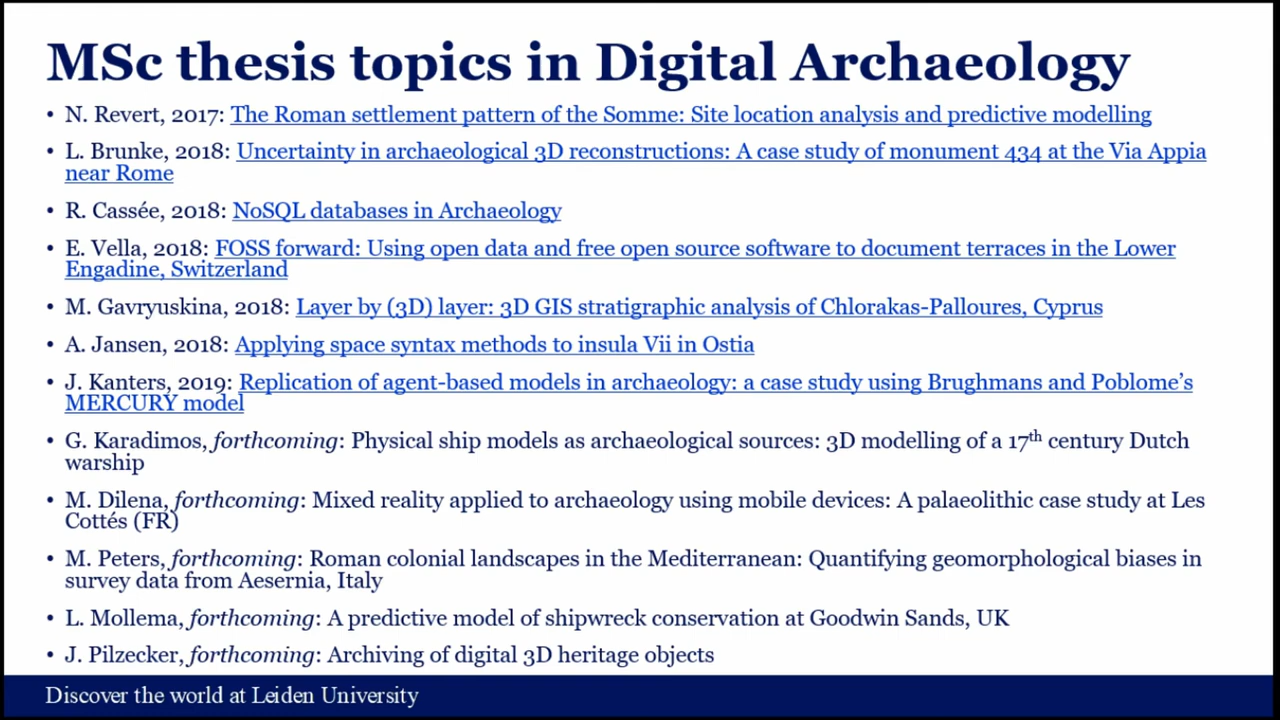 MSc thesis topics in Digital Archaeology
• N. Revert, 2017: The Roman settlement pattern of the Somme: Site location analysis and predictive modelling
• L. Brunke, 2018: Uncertainty in archaeological 3D reconstructions: A case study of monument 434 at the Via Appia
near Rome
• R. Cassée, 2018: NoSQL databases in Archaeology
• E. Vella, 2018: FOSS forward: Using open data and free open source software to document terraces in the Lower
Engadine, Switzerland
• M. Gavryuskina, 2018: Layer by (3D) layer: 3D GIS stratigraphic analysis of Chlorakas-Palloures, Cyprus
• A. Jansen, 2018: Applying space syntax methods to insula Vii in Ostia
• J. Kanters, 2019: Replication of agent-based models in archaeology: a case study using Brughmans and Poblome’s
MERCURY model
• G. Karadimos, forthcoming: Physical ship models as archaeological sources: 3D modelling of a 17th century Dutch
warship
• M. Dilena, forthcoming: Mixed reality applied to archaeology using mobile devices: A palaeolithic case study at Les
Cottés (FR)
• M. Peters, forthcoming: Roman colonial landscapes in the Mediterranean: Quantifying geomorphological biases in
survey data from Aesernia, Italy
• L. Mollema, forthcoming: A predictive model of shipwreck conservation at Goodwin Sands, UK
• J. Pilzecker, forthcoming: Archiving of digital 3D heritage objects
Discover the world at Leiden University